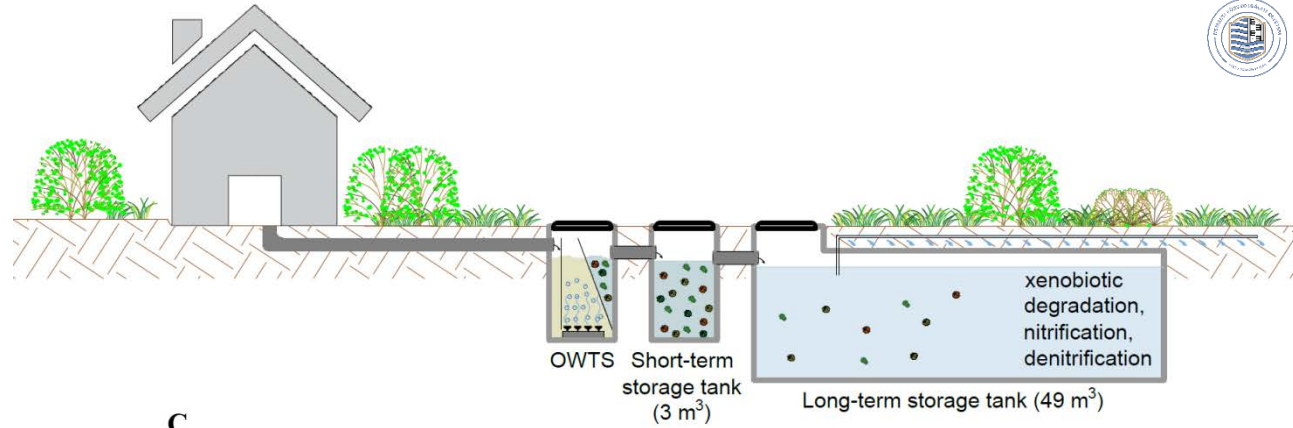 xenobiotic
degradation,
nitrification,
denitrification
OWTS
Short-term
storage tank
(3 m³)
Long-term storage tank (49 m³)
C